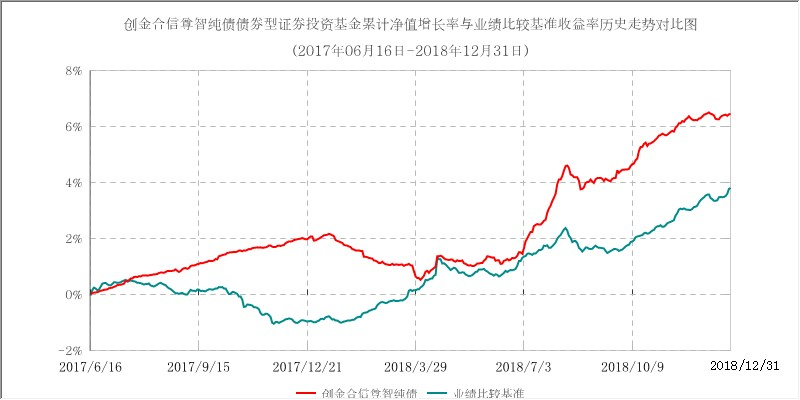 创金合信尊智纯债债券型证券投资基金累计净值增长率与业绩比较基准收益率历史走势对比图
(2017年06月16日-2018年12月31日)
8%
6%
4%
2%
0%
-2%
2017/6/16 2017/9/15 2017/12/21 2018/3/29 2018/7/3 2018/10/9 2018/12/31
创金合信尊智纯债 业绩比较基准